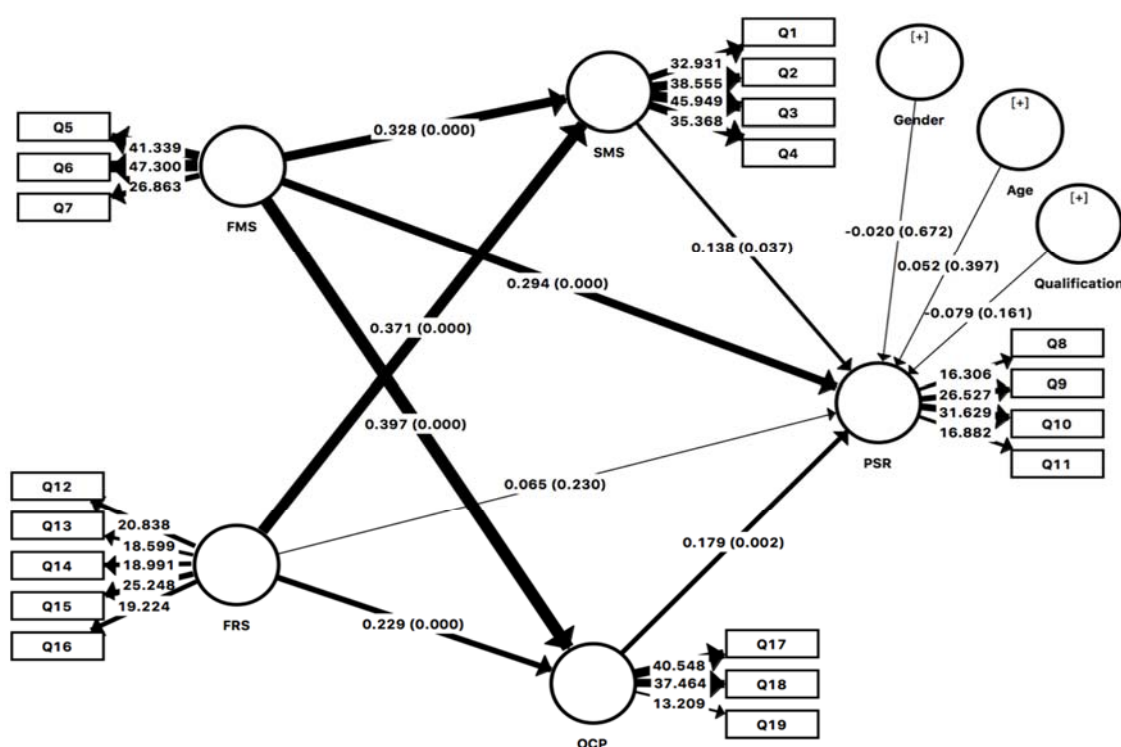 Q1
Q2
Q3
Q4
32.931
38.555
45.949
35.368
SMS
[+]
Gender
[+]
Age
[+]
Qualification
Q5
Q6
Q7
41.339
47.300
26.863
FMS
0.328 (0.000)
0.138 (0.037)
-0.020 (0.672)
0.052 (0.397)
-0.079 (0.161)
0.294 (0.000)
0.371 (0.000)
0.397 (0.000)
Q8
Q9
Q10
Q11
16.306
26.527
31.629
16.882
PSR
0.065 (0.230)
Q12
Q13
Q14
Q15
Q16
20.838
18.599
18.991
25.248
19.224
FRS
0.179 (0.002)
0.229 (0.000)
Q17
Q18
Q19
40.548
37.464
13.209
OCP